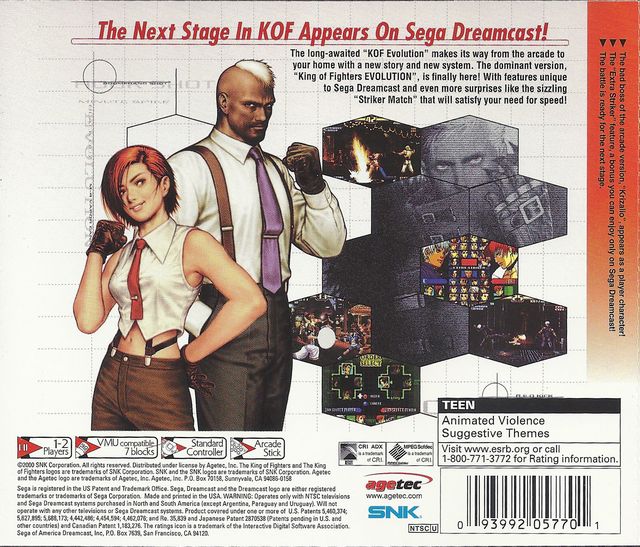 The Next Stage In KOF Appears On Sega Dreamcast!
The long-awaited "KOF Evolution" makes its way from the arcade to
your home with a new story and new system. The dominant version,
"King of Fighters EVOLUTION", is finally here! With features unique
to Sega Dreamcast and even more surprises like the sizzling
"Striker Match" that will satisfy your need for speed!
▶ The bad boss of the arcade version, "Krizalio", appears as a player character!
▶ The "Extra Striker" feature: a bonus you can enjoy only on Sega Dreamcast!
▶ The battle is ready for the next stage.
1-2
Players
VMU compatible
7 blocks
Standard
Controller
Arcade
Stick
CRI ADX
is a trademark
of CRI.
MPEG Sofdec
is a trademark
of CRI.
©2000 SNK Corporation. All rights reserved. Distributed under license by Agetec, Inc. The King of Fighters and The King
of Fighters logos are trademarks of SNK Corporation. SNK and the SNK logos are trademarks of SNK Corporation. Agetec
and the Agetec logo are trademarks of Agetec, Inc. Agetec, Inc. P.O. Box 70158, Sunnyvale, CA 94086-0158
Sega is registered in the US Patent and Trademark Office. Sega, Sega Dreamcast, and the Dreamcast logo are either registered
trademarks or trademarks of Sega Corporation. Made and printed in the USA. WARNING: Operates only with NTSC televisions
and Sega Dreamcast systems purchased in North and South America (except Argentina, Paraguay and Uruguay). Will not
operate with any other televisions or Sega Dreamcast systems. Product covered under one or more of: U.S. Patents 5,460,374;
5,627,895; 5,688,173; 4,442,486; 4,454,594; 4,462,076; and Re. 35,839 and Japanese Patent 2870538 (Patents pending in U.S. and
other countries) and Canadian Patent 1,183,276. The ratings icon is a trademark of the Interactive Digital Software Association.
Sega of America Dreamcast, Inc., P.O. Box 7639, San Francisco, CA 94120.
agetec
www.agetec.com
SNK
NTSC U
TEEN
Animated Violence
Suggestive Themes
Visit www.esrb.org or call
1-800-771-3772 for Rating information.
0 93992 05770 1